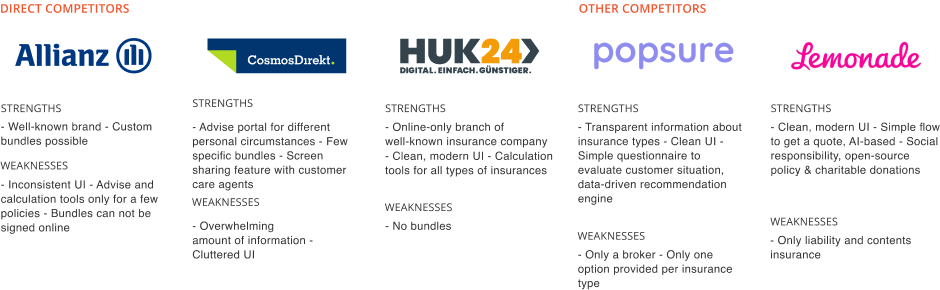 DIRECT COMPETITORS
Allianz
STRENGTHS
- Well-known brand - Custom
bundles possible
WEAKNESSES
- Inconsistent UI - Advise and
calculation tools only for a few
policies - Bundles can not be
signed online
CosmosDirekt.
STRENGTHS
- Advise portal for different
personal circumstances - Few
specific bundles - Screen
sharing feature with customer
care agents
WEAKNESSES
- Overwhelming
amount of information -
Cluttered UI
HUK24
DIGITAL. EINFACH. GÜNSTIGER.
STRENGTHS
- Online-only branch of
well-known insurance company
- Clean, modern UI - Calculation
tools for all types of insurances
WEAKNESSES
- No bundles
OTHER COMPETITORS
popsure
STRENGTHS
- Transparent information about
insurance types - Clean UI -
Simple questionnaire to
evaluate customer situation,
data-driven recommendation
engine
WEAKNESSES
- Only a broker - Only one
option provided per insurance
type
Lemonade
STRENGTHS
- Clean, modern UI - Simple flow
to get a quote, AI-based - Social
responsibility, open-source
policy & charitable donations
WEAKNESSES
- Only liability and contents
insurance